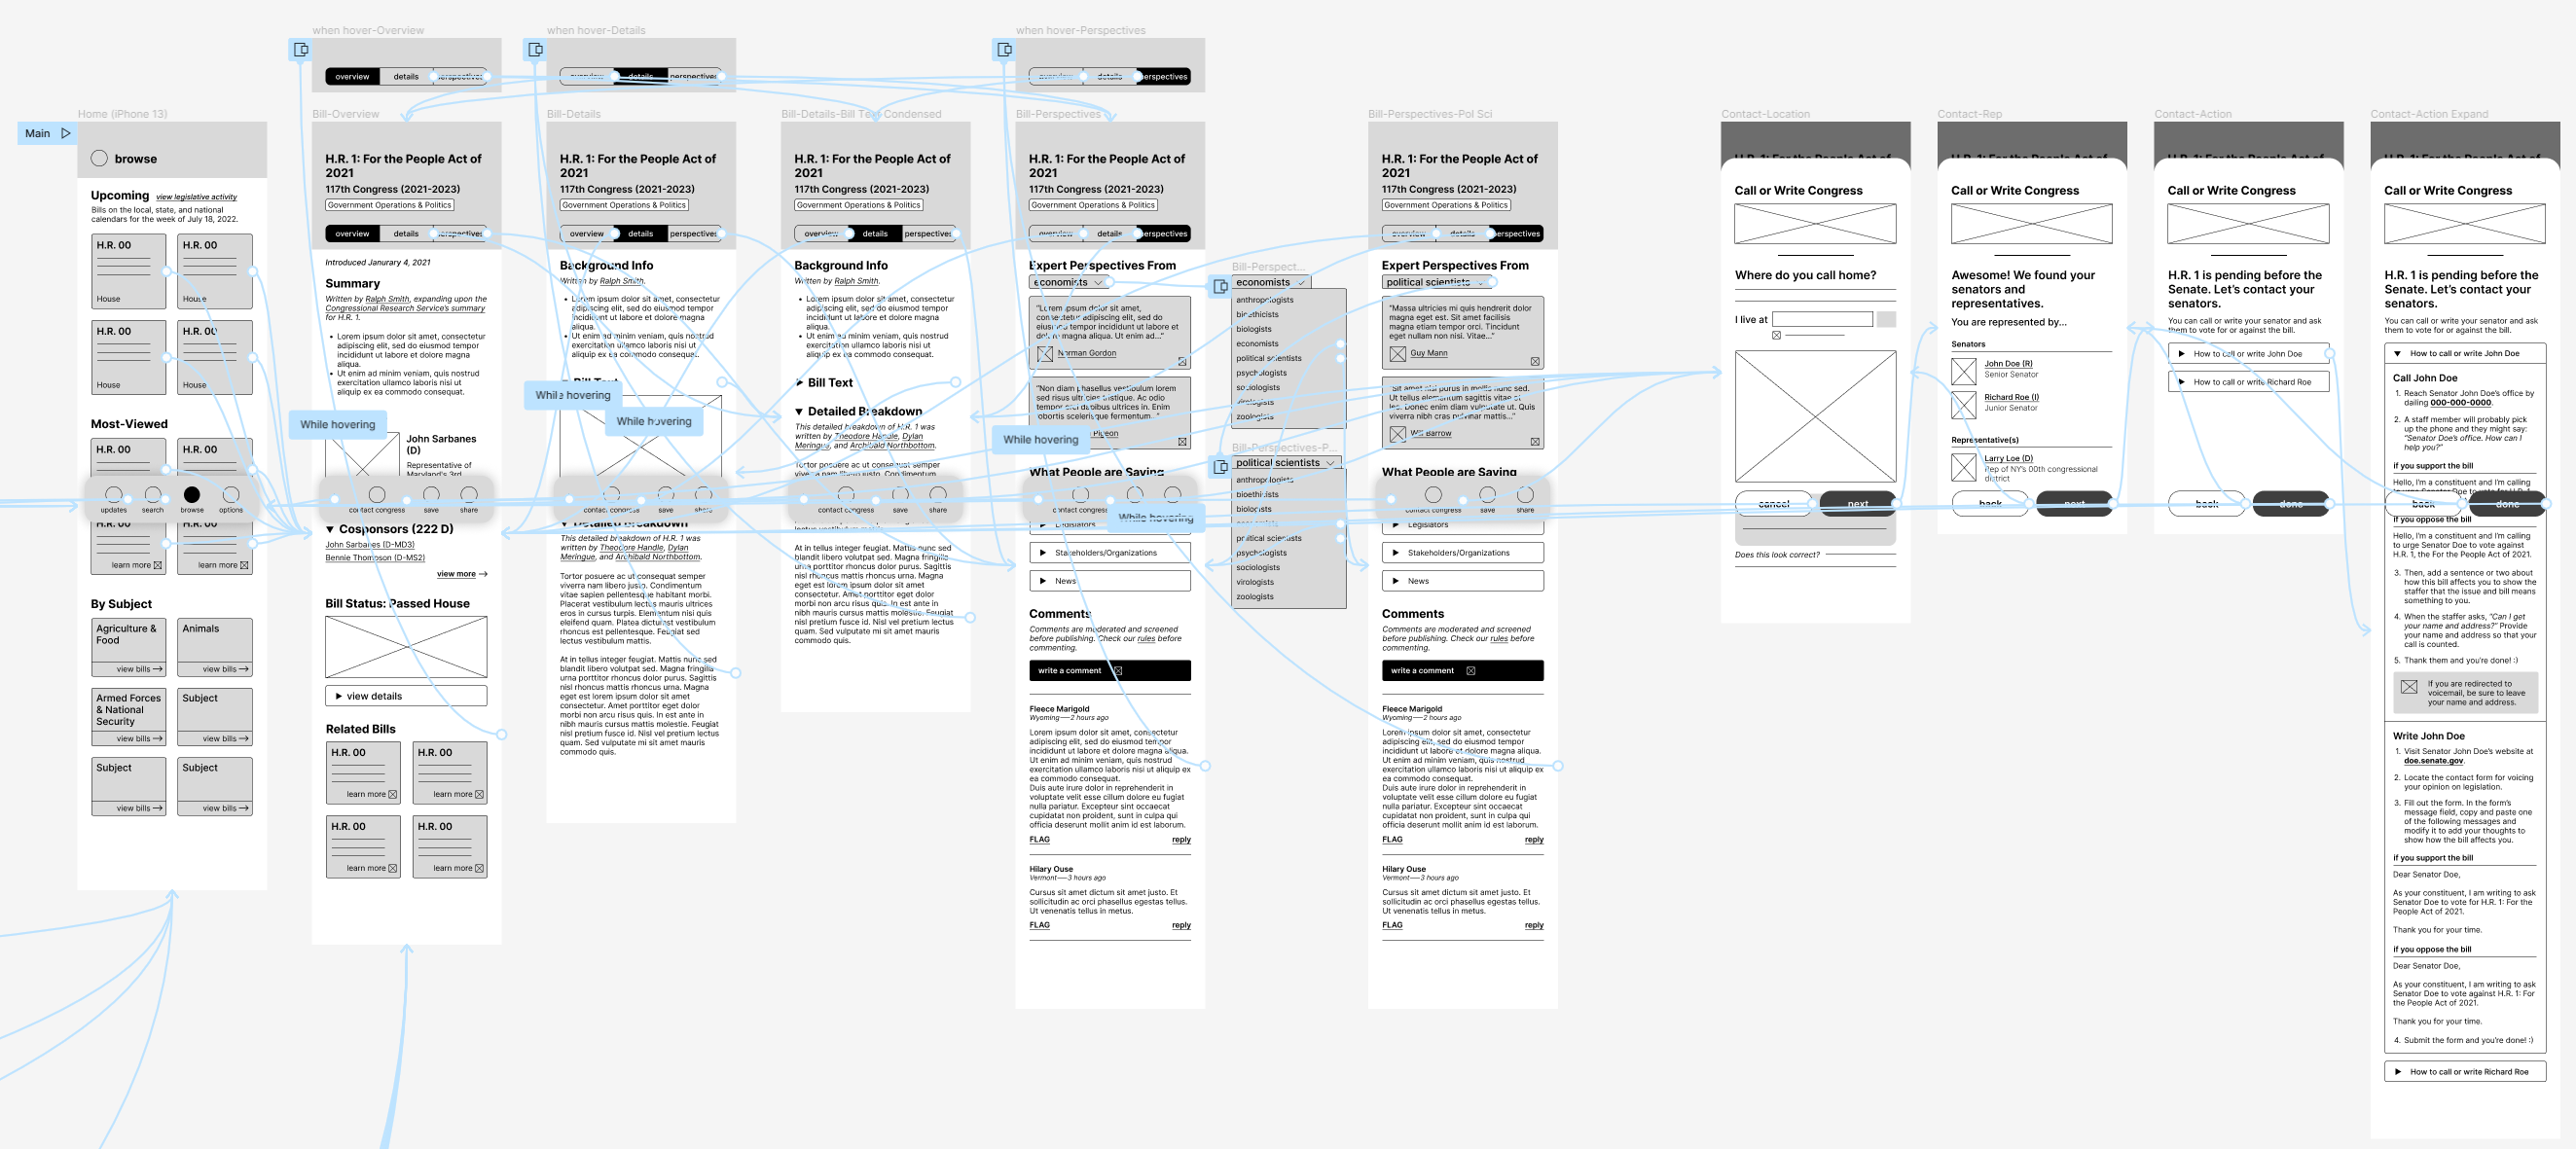 when hover-Overview
overview
details
perspectives
when hover-Details
overview
details
perspectives
when hover-Perspectives
overview
details
perspectives
Main
Home (iPhone 13)
browse
Upcoming view legislative activity
Bills on the local, state, and national
calendars for the week of July 18, 2022.
H.R. 00
House
H.R. 00
House
H.R. 00
House
H.R. 00
House
Most-Viewed
H.R. 00
H.R. 00
updates
search
browse
options
learn more
learn more
By Subject
Agriculture &
Food
view bills
Animals
view bills
Armed Forces
& National
Security
view bills
Subject
view bills
Subject
view bills
Subject
view bills
Bill-Overview
H.R. 1: For the People Act of
2021
117th Congress (2021-2023)
Government Operations & Politics
overview
details
perspectives
Introduced Janurary 4, 2021
Summary
Written by Ralph Smith, expanding upon the
Congressional Research Service's summary
for H.R. 1.
• Lorem ipsum dolor sit amet, consectetur
adipiscing elit, sed do eiusmod tempor
incididunt ut labore et dolore magna
aliqua.
• Ut enim ad minim veniam, quis nostrud
exercitation ullamco laboris nisi ut
aliquip ex ea commodo consequat.
While hovering
John Sarbanes
(D)
Representative of
Maryland's 3rd
contact congress
save
share
Cosponsors (222 D)
John Sarbanes (D-MD3)
Bennie Thompson (D-MS2)
view more
Bill Status: Passed House
view details
Related Bills
H.R. 00
learn more
H.R. 00
learn more
H.R. 00
learn more
H.R. 00
learn more
Bill-Details
H.R. 1: For the People Act of
2021
117th Congress (2021-2023)
Government Operations & Politics
overview
details
perspectives
Background Info
Written by Ralph Smith.
• Lorem ipsum dolor sit amet, consectetur
adipiscing elit, sed do eiusmod tempor
incididunt ut labore et dolore magna
aliqua.
• Ut enim ad minim veniam, quis nostrud
exercitation ullamco laboris nisi ut
aliquip ex ea commodo consequat.
Bill Text
While hovering
While hovering
contact congress
save
share
Detailed Breakdown
This detailed breakdown of H.R. 1 was
written by Theodore Handle, Dylan
Meringue, and Archibald Northbottom.
Tortor posuere ac ut consequat semper
viverra nam libero justo. Condimentum
vitae sapien pellentesque habitant morbi.
Placerat vestibulum lectus mauris ultrices
eros in cursus turpis. Elementum nisi quis
eleifend quam. Platea dictumst vestibulum
rhoncus est pellentesque. Feugiat sed
lectus vestibulum mattis.
At in tellus integer feugiat. Mattis nunc sed
blandit libero volutpat sed. Magna fringilla
urna porttitor rhoncus dolor purus. Sagittis
nisl rhoncus mattis rhoncus urna. Magna
eget est lorem ipsum dolor sit amet
consectetur. Amet porttitor eget dolor
morbi non arcu risus quis. In est ante in
nibh mauris cursus mattis molestie. Feugiat
nisl pretium fusce id. Nisl vel pretium lectus
quam. Sed vulputate mi sit amet mauris
commodo quis.
Bill-Details-Bill Text Condensed
H.R. 1: For the People Act of
2021
117th Congress (2021-2023)
Government Operations & Politics
overview
details
perspectives
Background Info
Written by Ralph Smith.
• Lorem ipsum dolor sit amet, consectetur
adipiscing elit, sed do eiusmod tempor
incididunt ut labore et dolore magna
aliqua.
• Ut enim ad minim veniam, quis nostrud
exercitation ullamco laboris nisi ut
aliquip ex ea commodo consequat.
Bill Text
Detailed Breakdown
This detailed breakdown of H.R. 1 was
written by Theodore Handle, Dylan
Meringue, and Archibald Northbottom.
Tortor posuere ac ut consequat semper
viverra nam libero justo. Condimentum
contact congress
save
share
lectus vestibulum mattis.
At in tellus integer feugiat. Mattis nunc sed
blandit libero volutpat sed. Magna fringilla
urna porttitor rhoncus dolor purus. Sagittis
nisl rhoncus mattis rhoncus urna. Magna
eget est lorem ipsum dolor sit amet
consectetur. Amet porttitor eget dolor
morbi non arcu risus quis. In est ante in
nibh mauris cursus mattis molestie. Feugiat
nisl pretium fusce id. Nisl vel pretium lectus
quam. Sed vulputate mi sit amet mauris
commodo quis.
Bill-Perspectives
H.R. 1: For the People Act of
2021
117th Congress (2021-2023)
Government Operations & Politics
overview
details
perspectives
Expert Perspectives From
economists
"Lorem ipsum dolor sit amet,
consectetur adipiscing elit, sed do
eiusmod tempor incididunt ut labore et
dolore magna aliqua. Ut enim ad..."
Norman Gordon
"Non diam phasellus vestibulum lorem
sed risus ultricies tristique. Ac odio
tempor orci dapibus ultrices in. Enim
lobortis scelerisque fermentum..."
Pigeon
While hovering
What People are Saying
contact congress
save
share
While hovering
Legislators
Stakeholders/Organizations
News
Comments
Comments are moderated and screened
before publishing. Check our rules before
commenting.
write a comment
Fleece Marigold
Wyoming—2 hours ago
Lorem ipsum dolor sit amet, consectetur
adipiscing elit, sed do eiusmod tempor
incididunt ut labore et dolore magna aliqua.
Ut enim ad minim veniam, quis nostrud
exercitation ullamco laboris nisi ut aliquip ex
ea commodo consequat.
Duis aute irure dolor in reprehenderit in
voluptate velit esse cillum dolore eu fugiat
nulla pariatur. Excepteur sint occaecat
cupidatat non proident, sunt in culpa qui
officia deserunt mollit anim id est laborum.
FLAG
reply
Hilary Ouse
Vermont—3 hours ago
Cursus sit amet dictum sit amet justo. Et
sollicitudin ac orci phasellus egestas tellus.
Ut venenatis tellus in metus.
FLAG
reply
Bill-Perspect...
economists
anthropologists
bioethicists
biologists
economists
political scientists
psychologists
sociologists
virologists
zoologists
Bill-Perspectives-P...
political scientists
anthropologists
bioethicists
biologists
economists
political scientists
psychologists
sociologists
virologists
zoologists
Bill-Perspectives-Pol Sci
H.R. 1: For the People Act of
2021
117th Congress (2021-2023)
Government Operations & Politics
overview
details
perspectives
Expert Perspectives From
political scientists
"Massa ultricies mi quis hendrerit dolor
magna eget est. Sit amet facilisis
magna etiam tempor orci. Tincidunt
eget nullam non nisi. Vitae..."
Guy Mann
"Sit amet nisl purus in mollis nunc sed.
Ut tellus elementum sagittis vitae et
leo. Donec enim diam vulputate ut. Quis
viverra nibh cras pulvinar mattis..."
Will Barrow
What People are Saying
contact congress
save
share
Legislators
Stakeholders/Organizations
News
Comments
Comments are moderated and screened
before publishing. Check our rules before
commenting.
write a comment
Fleece Marigold
Wyoming—2 hours ago
Lorem ipsum dolor sit amet, consectetur
adipiscing elit, sed do eiusmod tempor
incididunt ut labore et dolore magna aliqua.
Ut enim ad minim veniam, quis nostrud
exercitation ullamco laboris nisi ut aliquip ex
ea commodo consequat.
Duis aute irure dolor in reprehenderit in
voluptate velit esse cillum dolore eu fugiat
nulla pariatur. Excepteur sint occaecat
cupidatat non proident, sunt in culpa qui
officia deserunt mollit anim id est laborum.
FLAG
reply
Hilary Ouse
Vermont—3 hours ago
Cursus sit amet dictum sit amet justo. Et
sollicitudin ac orci phasellus egestas tellus.
Ut venenatis tellus in metus.
FLAG
reply
Contact-Location
H.R. 1: For the People Act of
Call or Write Congress
Where do you call home?
I live at
cancel
next
Does this look correct?
Contact-Rep
H.R. 1: For the People Act of
Call or Write Congress
Awesome! We found your
senators and
representatives.
You are represented by...
Senators
John Doe (R)
Senior Senator
Richard Roe (I)
Junior Senator
Representative(s)
Larry Loe (D)
Rep of NY's 00th congressional
district
back
next
Contact-Action
H.R. 1: For the People Act of
Call or Write Congress
H.R. 1 is pending before the
Senate. Let's contact your
senators.
You can call or write your senator and ask
them to vote for or against the bill.
How to call or write John Doe
How to call or write Richard Roe
back
done
Contact-Action Expand
H.R. 1: For the People Act of
Call or Write Congress
H.R. 1 is pending before the
Senate. Let's contact your
senators.
You can call or write your senator and ask
them to vote for or against the bill.
How to call or write John Doe
Call John Doe
1. Reach Senator John Doe's office by
dailing 000-000-0000.
2. A staff member will probably pick
up the phone and they might say:
"Senator Doe's office. How can I
help you?"
if you support the bill
Hello, I'm a constituent and I'm calling
back
done
if you oppose the bill
Hello, I'm a constituent and I'm calling
to urge Senator Doe to vote against
H.R. 1, the For the People Act of 2021.
3. Then, add a sentence or two about
how this bill affects you to show the
staffer that the issue and bill means
something to you.
4. When the staffer asks, "Can I get
your name and address?" Provide
your name and address so that your
call is counted.
5. Thank them and you're done! :)
If you are redirected to
voicemail, be sure to leave
your name and address.
Write John Doe
1. Visit Senator John Doe's website at
doe.senate.gov.
2. Locate the contact form for voicing
your opinion on legislation.
3. Fill out the form. In the form's
message field, copy and paste one
of the following messages and
modify it to add your thoughts to
show how the bill affects you.
if you support the bill
Dear Senator Doe,
As your constituent, I am writing to ask
Senator Doe to vote for H.R. 1: For the
People Act of 2021.
Thank you for your time.
if you oppose the bill
Dear Senator Doe,
As your constituent, I am writing to ask
Senator Doe to vote against H.R. 1: For
the People Act of 2021.
Thank you for your time.
4. Submit the form and you're done! :)
How to call or write Richard Roe